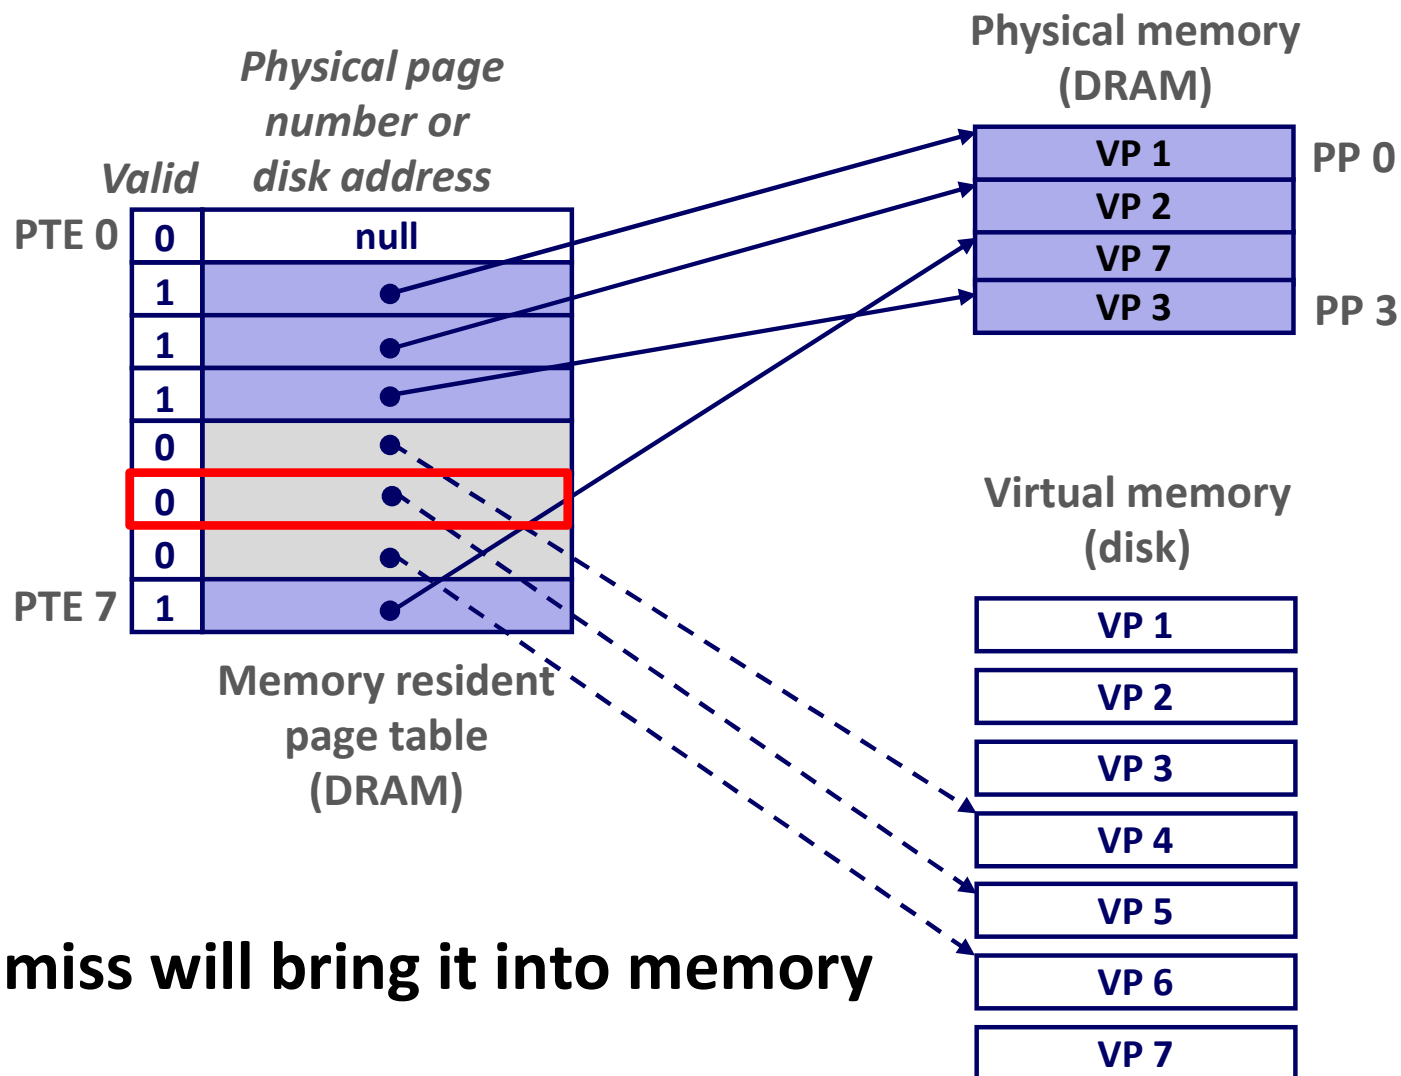 Physical page
number or
disk address
Valid
PTE 0
0
null
1
1
1
0
0
0
PTE 7
1
Memory resident
page table
(DRAM)
Physical memory
(DRAM)
VP 1
PP 0
VP 2
VP 7
VP 3
PP 3
Virtual memory
(disk)
VP 1
VP 2
VP 3
VP 4
VP 5
VP 6
VP 7
miss will bring it into memory